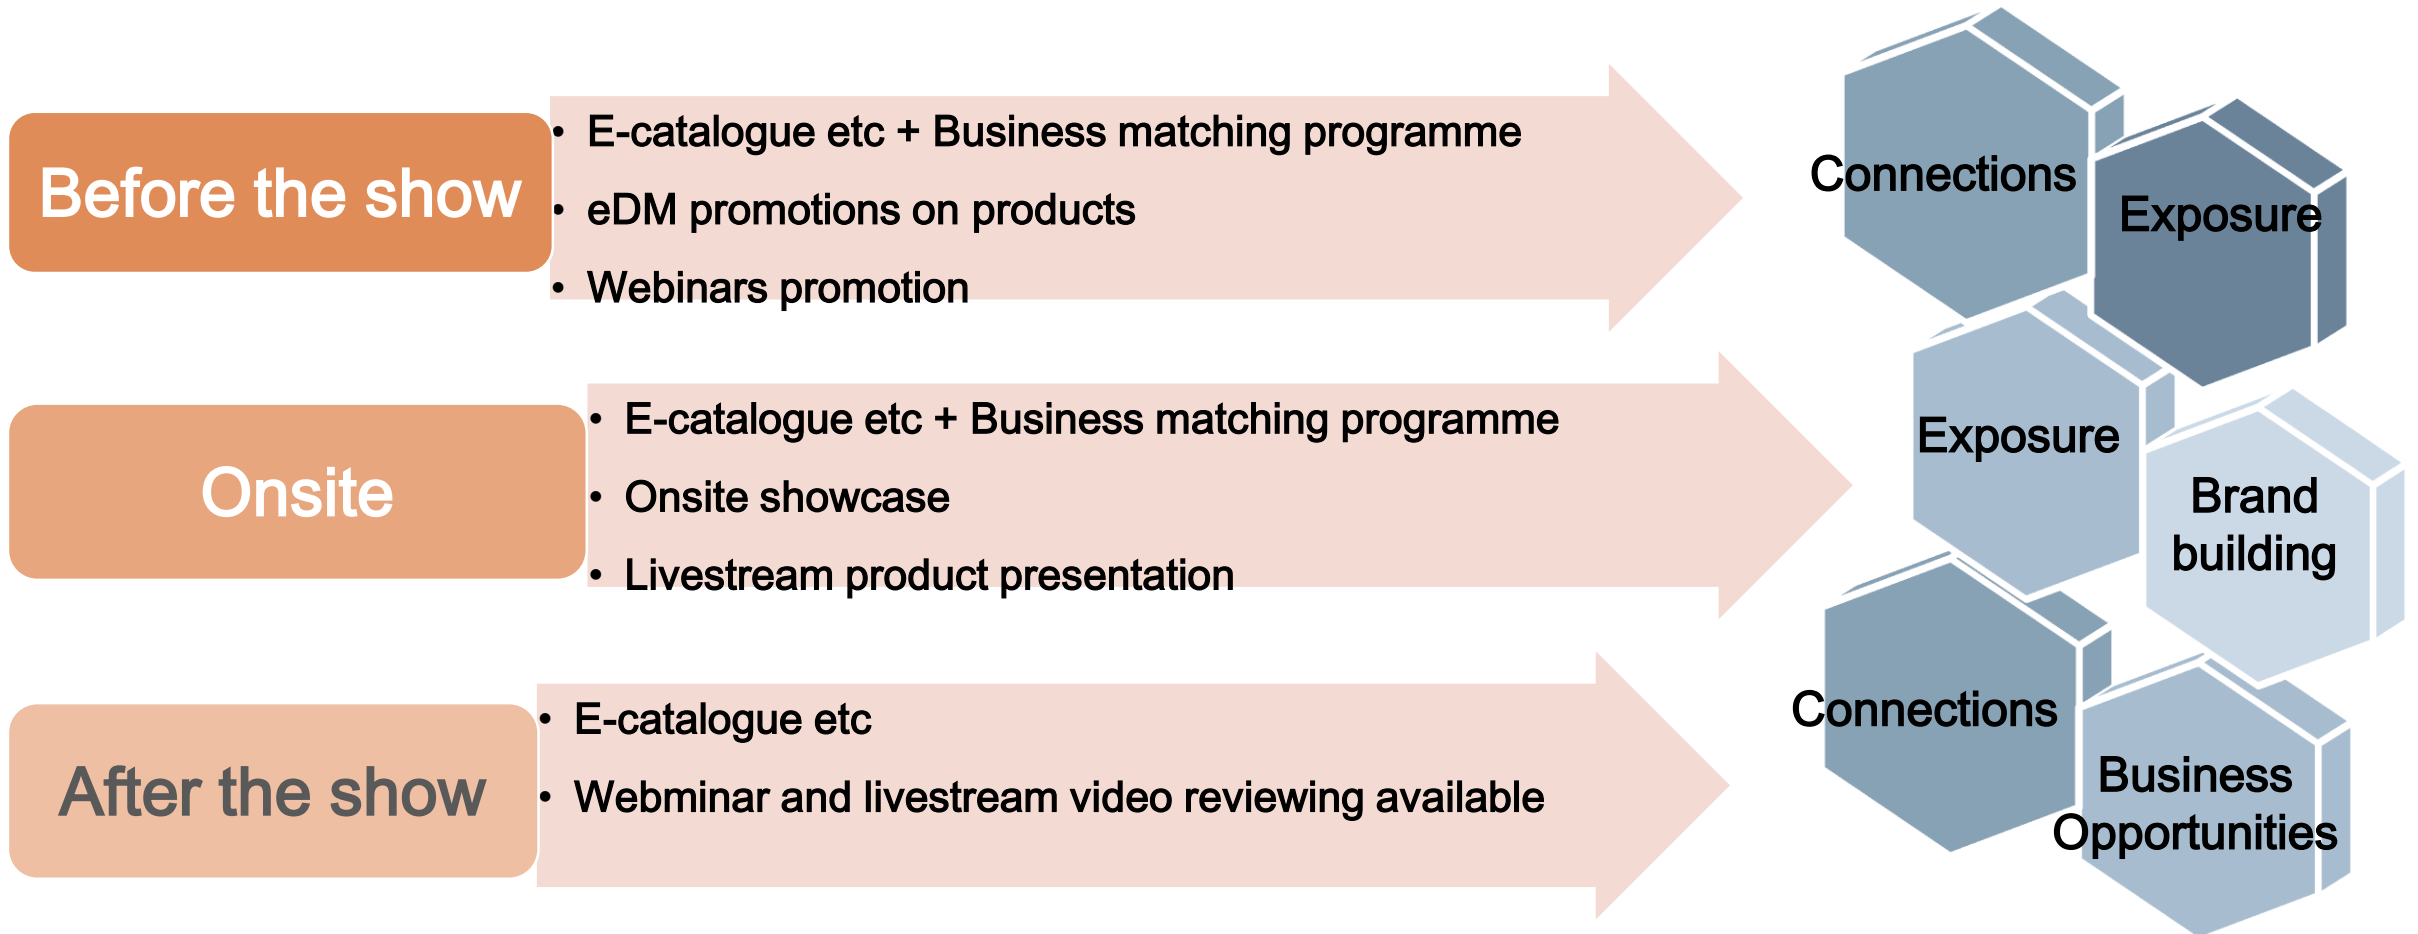 Before the show
• E-catalogue etc + Business matching programme
• eDM promotions on products
• Webinars promotion
Connections
Exposure
Onsite
• E-catalogue etc + Business matching programme
• Onsite showcase
• Livestream product presentation
Exposure
Brand
building
After the show
• E-catalogue etc
• Webminar and livestream video reviewing available
Connections
Business
Opportunities